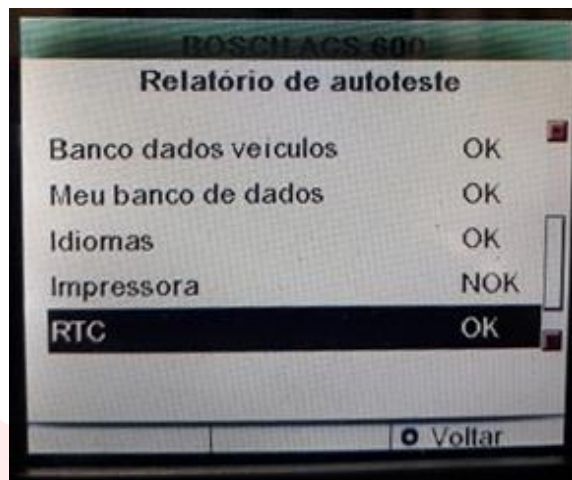 BOSCH ACS 600
Relatório de autoteste
Banco dados veículos OK
Meu banco de dados OK
Idiomas OK
Impressora NOK
RTC OK
Voltar